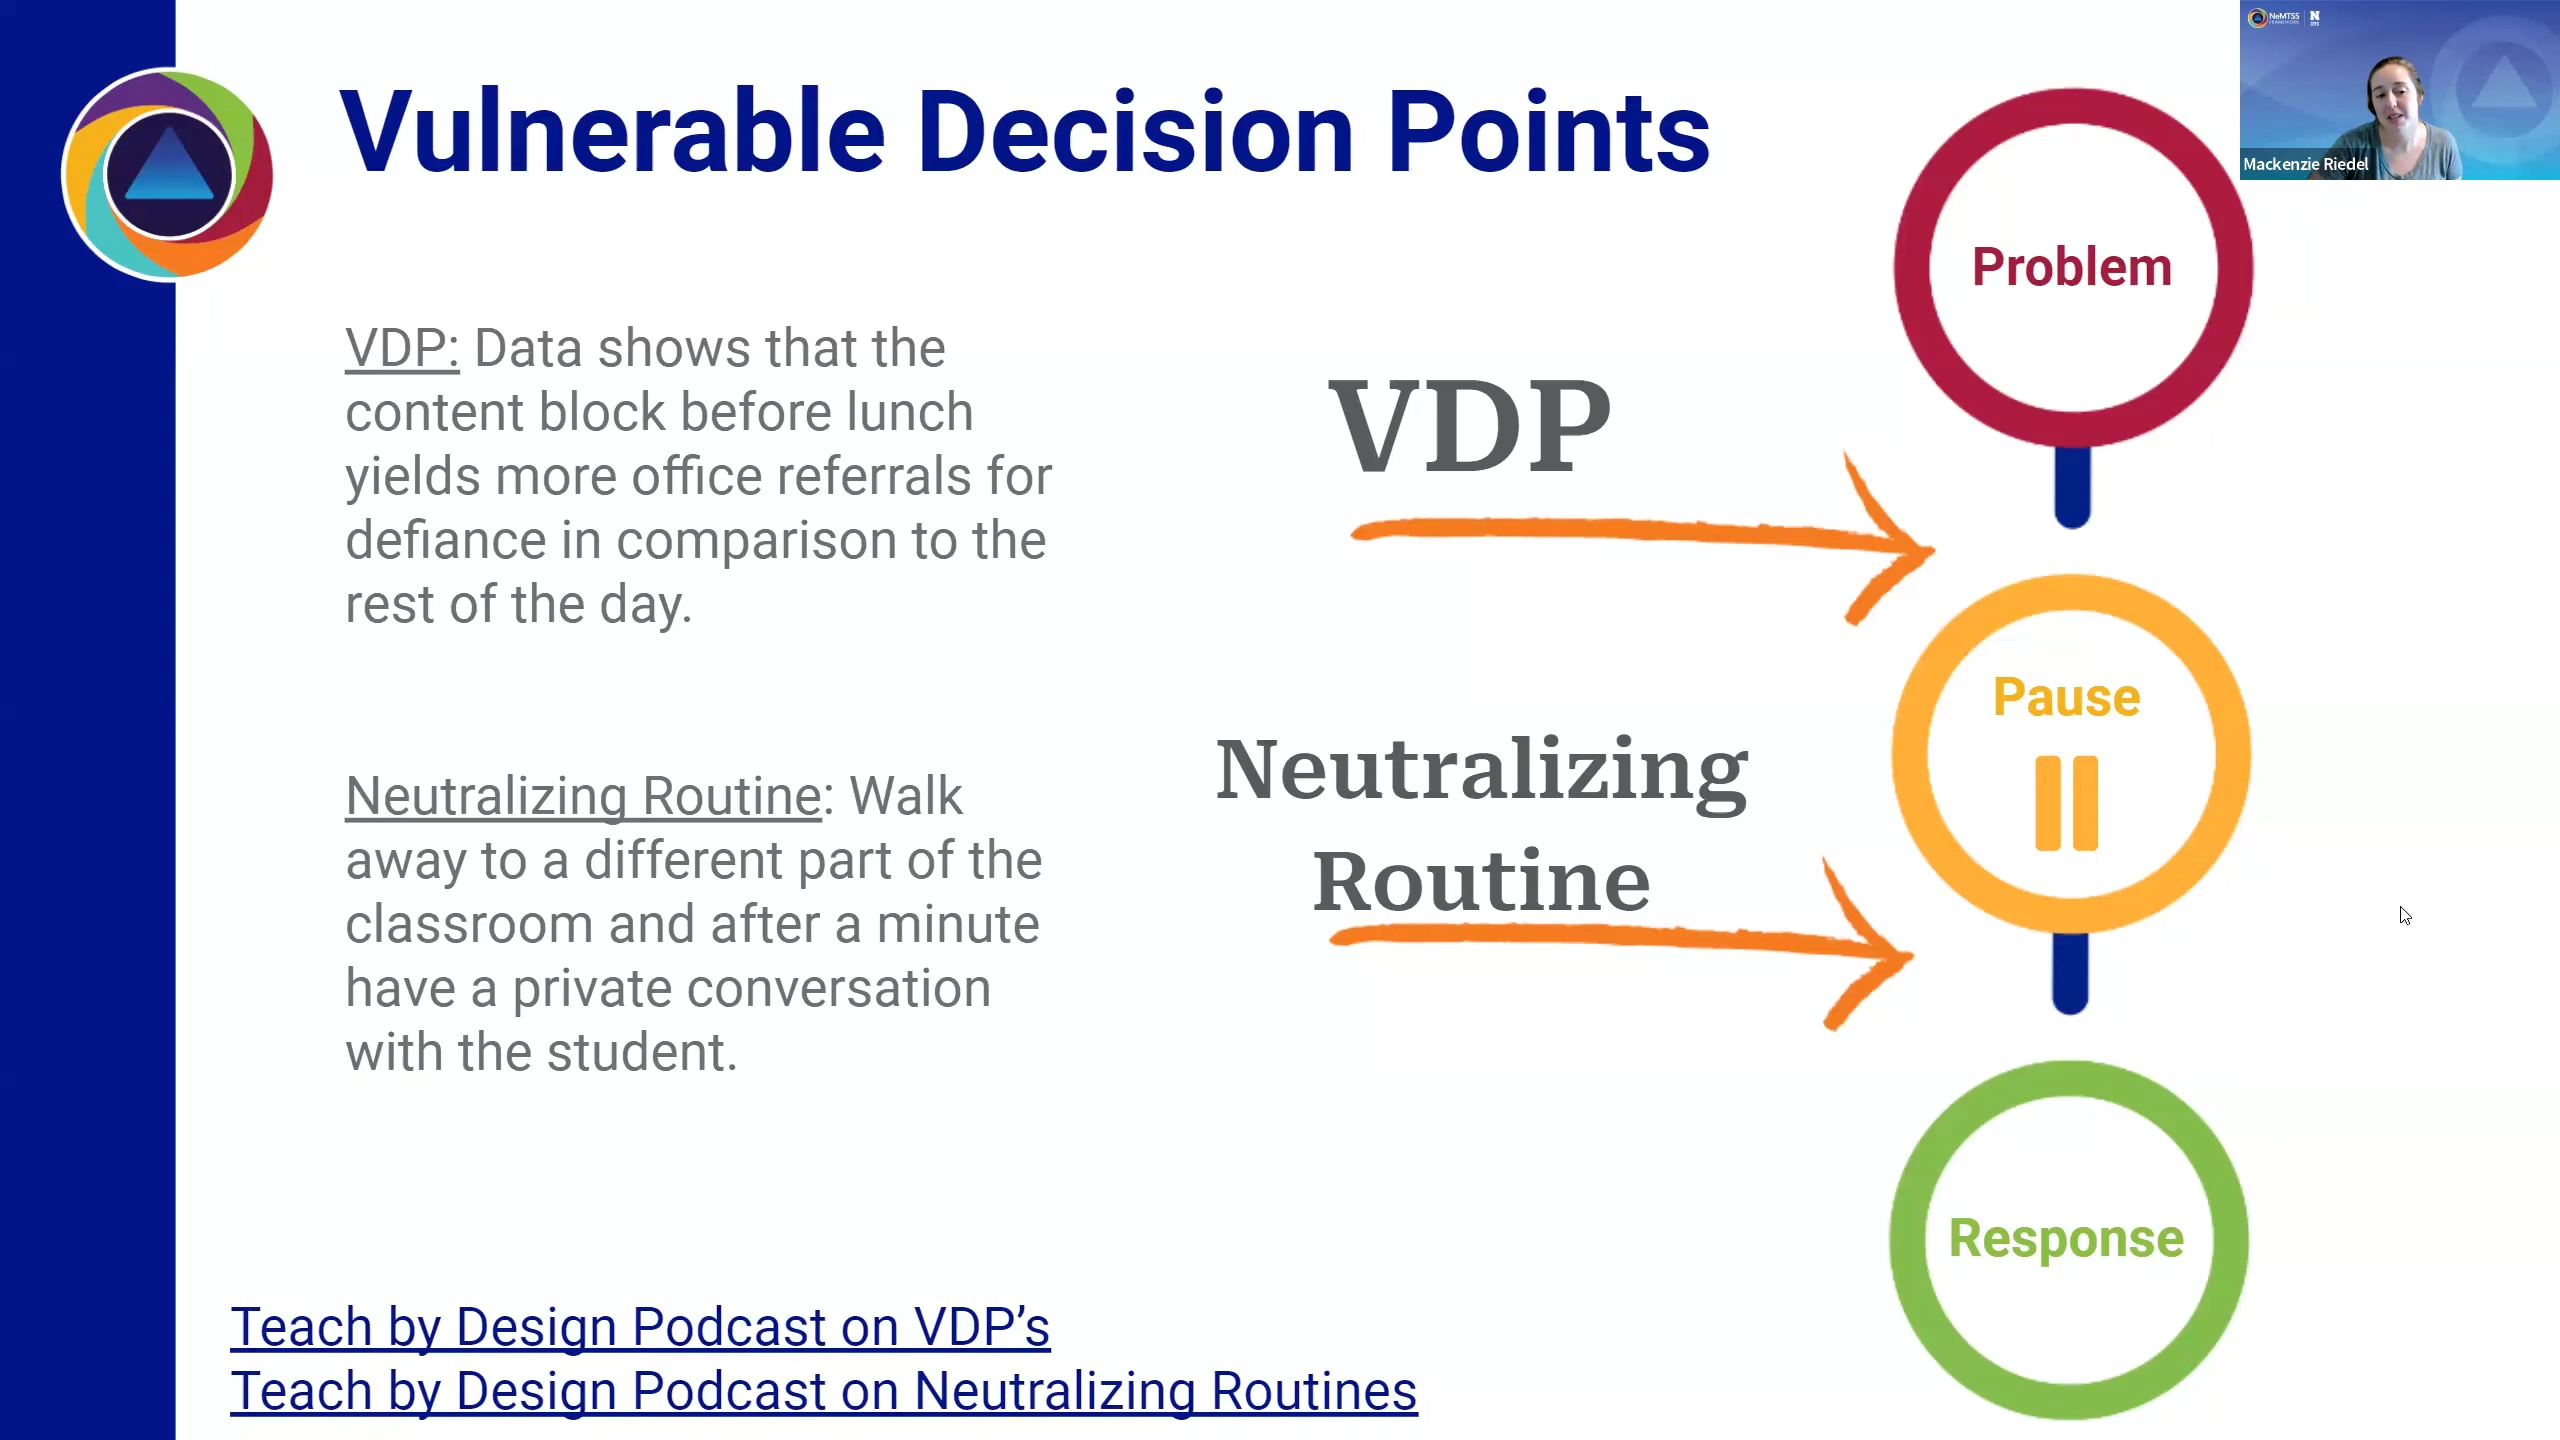 Vulnerable Decision Points
NeMTSS
FRAMEWORK
N
Mackenzie Riedel
VDP: Data shows that the
content block before lunch
yields more office referrals for
defiance in comparison to the
rest of the day.
Neutralizing Routine: Walk
away to a different part of the
classroom and after a minute
have a private conversation
with the student.
VDP
Neutralizing
Routine
Problem
Pause
Response
Teach by Design Podcast on VDP’s
Teach by Design Podcast on Neutralizing Routines